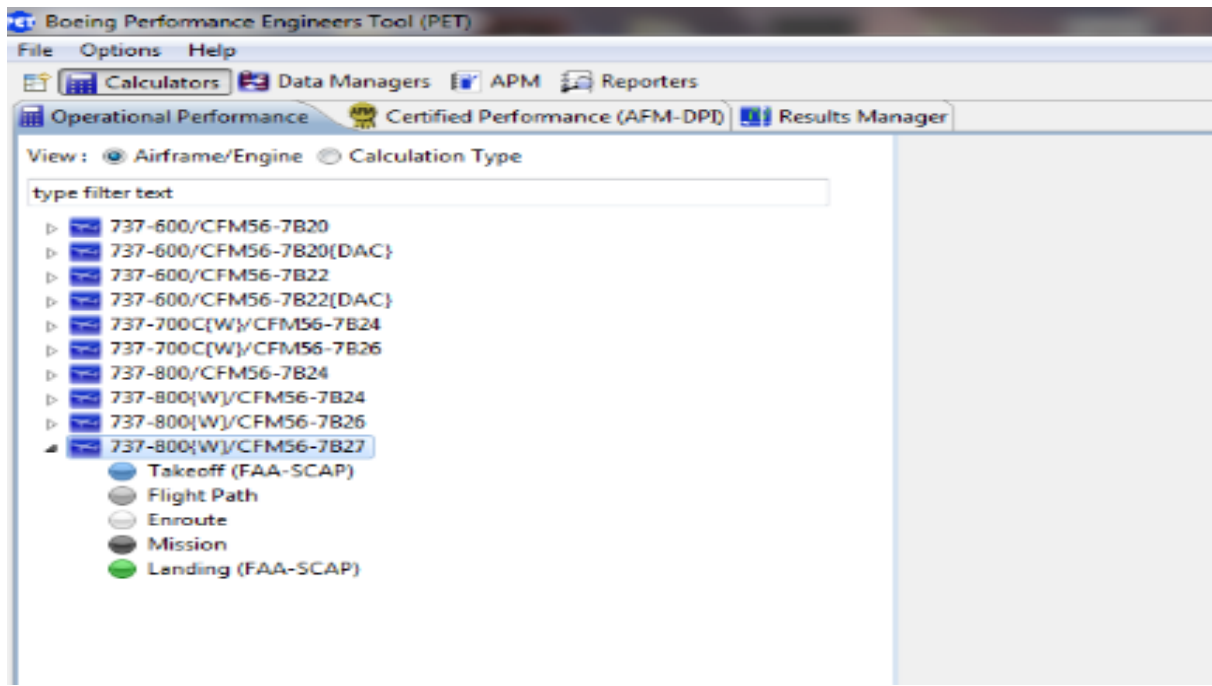 Boeing Performance Engineers Tool (PET)
File Options Help
Calculators Data Managers APM Reporters
Operational Performance Certified Performance (AFM-DPI) Results Manager
View: Airframe/Engine Calculation Type
type filter text
737-600/CFM56-7B20
737-600/CFM56-7B20{DAC}
737-600/CFM56-7B22
737-600/CFM56-7B22{DAC}
737-700C{W}/CFM56-7B24
737-700C{W}/CFM56-7B26
737-800/CFM56-7B24
737-800{W}/CFM56-7B24
737-800{W}/CFM56-7B26
737-800{W}/CFM56-7B27
Takeoff (FAA-SCAP)
Flight Path
Enroute
Mission
Landing (FAA-SCAP)